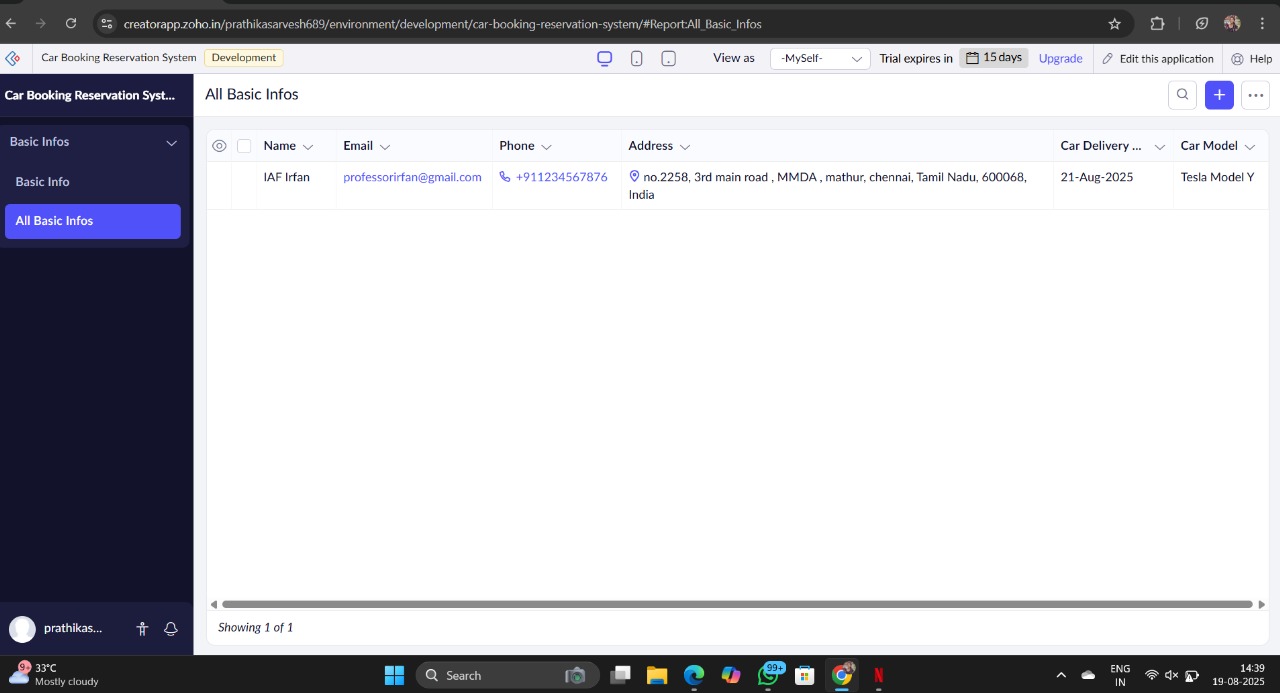 creatorapp.zoho.in/prathikasarvesh689/environment/development/car-booking-reservation-system/#Report:All_Basic_Infos
Car Booking Reservation System Development View as -MySelf- Trial expires in 15 days Upgrade Edit this application Help
Car Booking Reservation Syst... All Basic Infos
Basic Infos
Basic Info
All Basic Infos
Name Email Phone Address Car Delivery ... Car Model
IAF Irfan professorirfan@gmail.com +911234567876 no.2258, 3rd main road , MMDA , mathur, chennai, Tamil Nadu, 600068, 21-Aug-2025 Tesla Model Y
India
Showing 1 of 1
prathikas...
9+ 33°C
Mostly cloudy
Search
99+
ENG
IN
14:39
19-08-2025